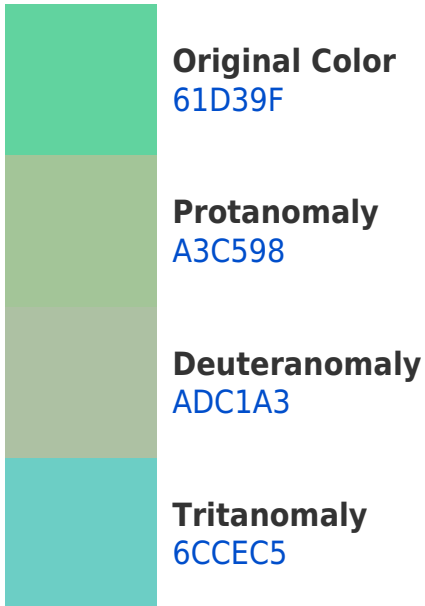 Original Color
61D39F
Protanomaly
A3C598
Deuteranomaly
ADC1A3
Tritanomaly
6CCEC5